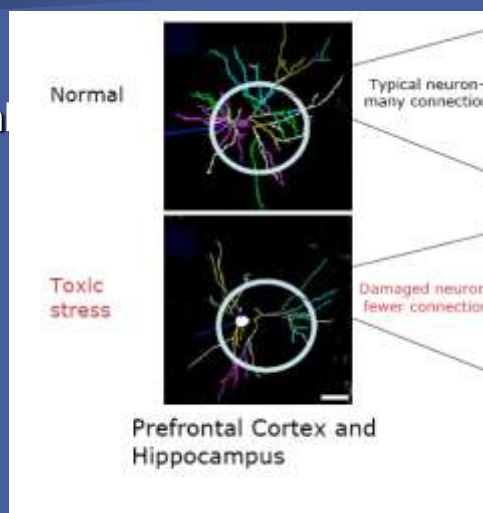 Normal
Typical neuron-
many connection
Toxic
stress
Damaged neuron
fewer connection
Prefrontal Cortex and
Hippocampus